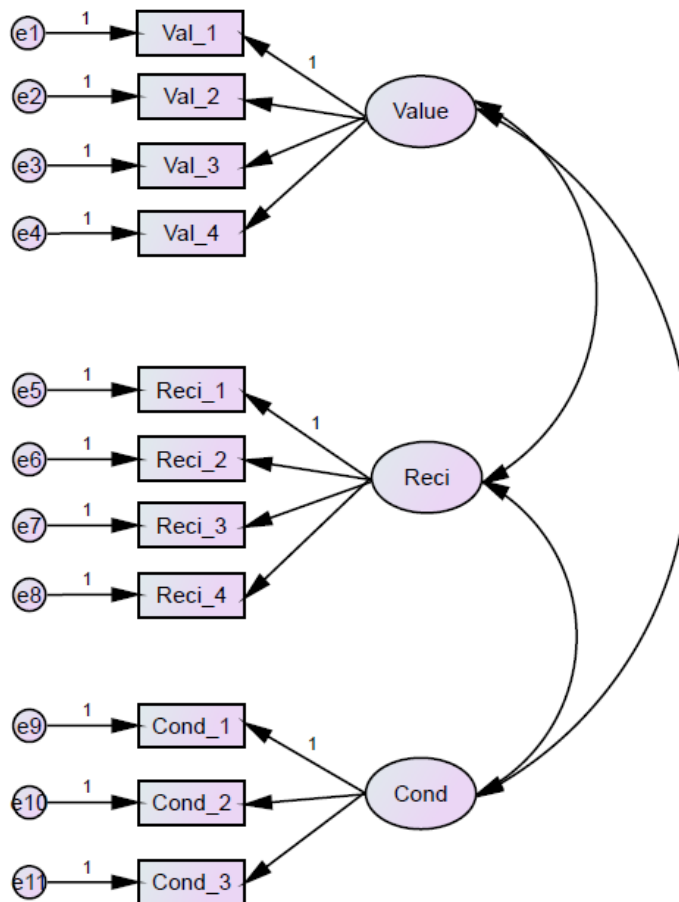 e1 1 Val_1
1
e2 1 Val_2
Value
e3 1 Val_3
e4 1 Val_4
e5 1 Reci_1
1
e6 1 Reci_2
Reci
e7 1 Reci_3
e8 1 Reci_4
e9 1 Cond_1
1
e10 1 Cond_2
Cond
e11 1 Cond_3